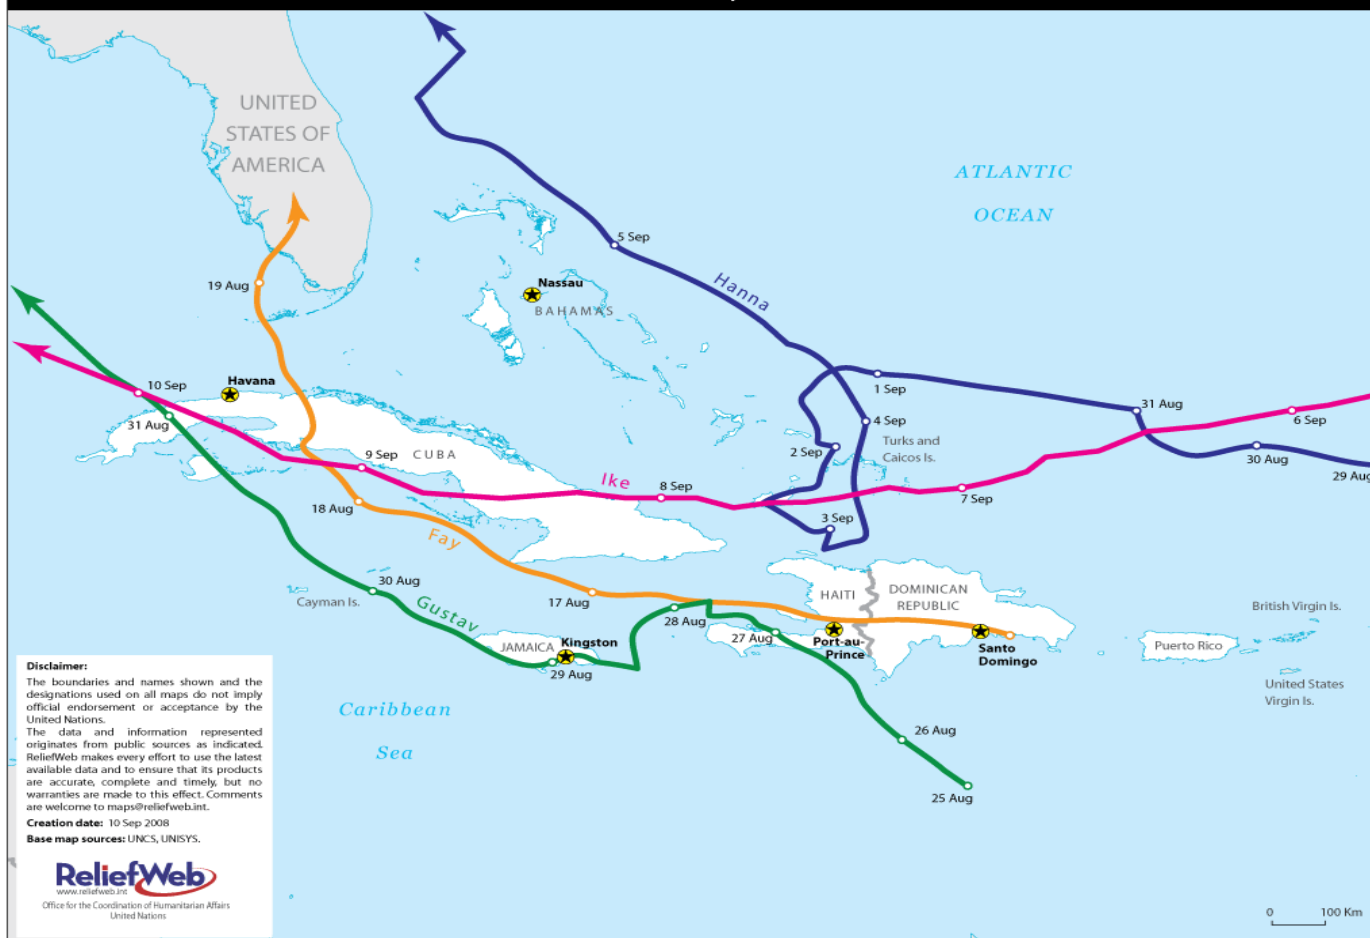 UNITED
STATES OF
AMERICA
ATLANTIC
OCEAN
5 Sep
Hanna
19 Aug
Nassau
BAHAMAS
10 Sep
Havana
31 Aug
1 Sep
31 Aug
6 Sep
4 Sep
Turks and
Caicos Is.
2 Sep
30 Aug
29 Aug
9 Sep
CUBA
Ike
8 Sep
7 Sep
18 Aug
Fay
3 Sep
30 Aug
Cayman Is.
Gustav
17 Aug
28 Aug
HAITI
DOMINICAN
REPUBLIC
British Virgin Is.
27 Aug
Port-au-
Prince
Santo
Domingo
JAMAICA
Kingston
29 Aug
Puerto Rico
United States
Virgin Is.
Caribbean
Sea
26 Aug
25 Aug
Disclaimer:
The boundaries and names shown and the
designations used on all maps do not imply
official endorsement or acceptance by the
United Nations.
The data and information represented
originates from public sources as indicated.
ReliefWeb makes every effort to use the latest
available data and to ensure that its products
are accurate, complete and timely, but no
warranties are made to this effect. Comments
are welcome to maps@reliefweb.int.
Creation date: 10 Sep 2008
Base map sources: UNCS, UNISYS.
ReliefWeb
www.reliefweb.int
Office for the Coordination of Humanitarian Affairs
United Nations
0 100 Km